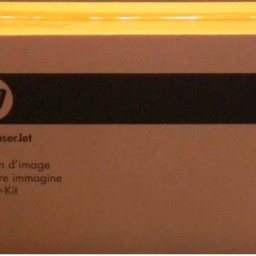 aserJet
n d'image
re immagine
-Kit